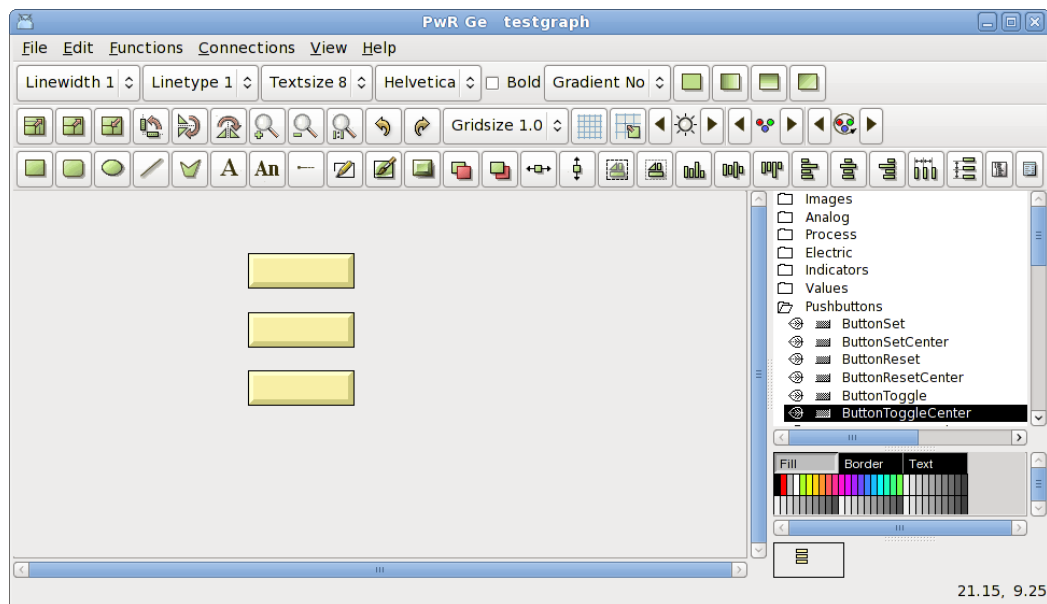 PwR Ge testgraph
File Edit Functions Connections View Help
Linewidth 1 Linetype 1 Textsize 8 Helvetica Bold Gradient No
Gridsize 1.0
A An
Images
Analog
Process
Electric
Indicators
Values
Pushbuttons
ButtonSet
ButtonSetCenter
ButtonReset
ButtonResetCenter
ButtonToggle
ButtonToggleCenter
Fill Border Text
21.15, 9.25